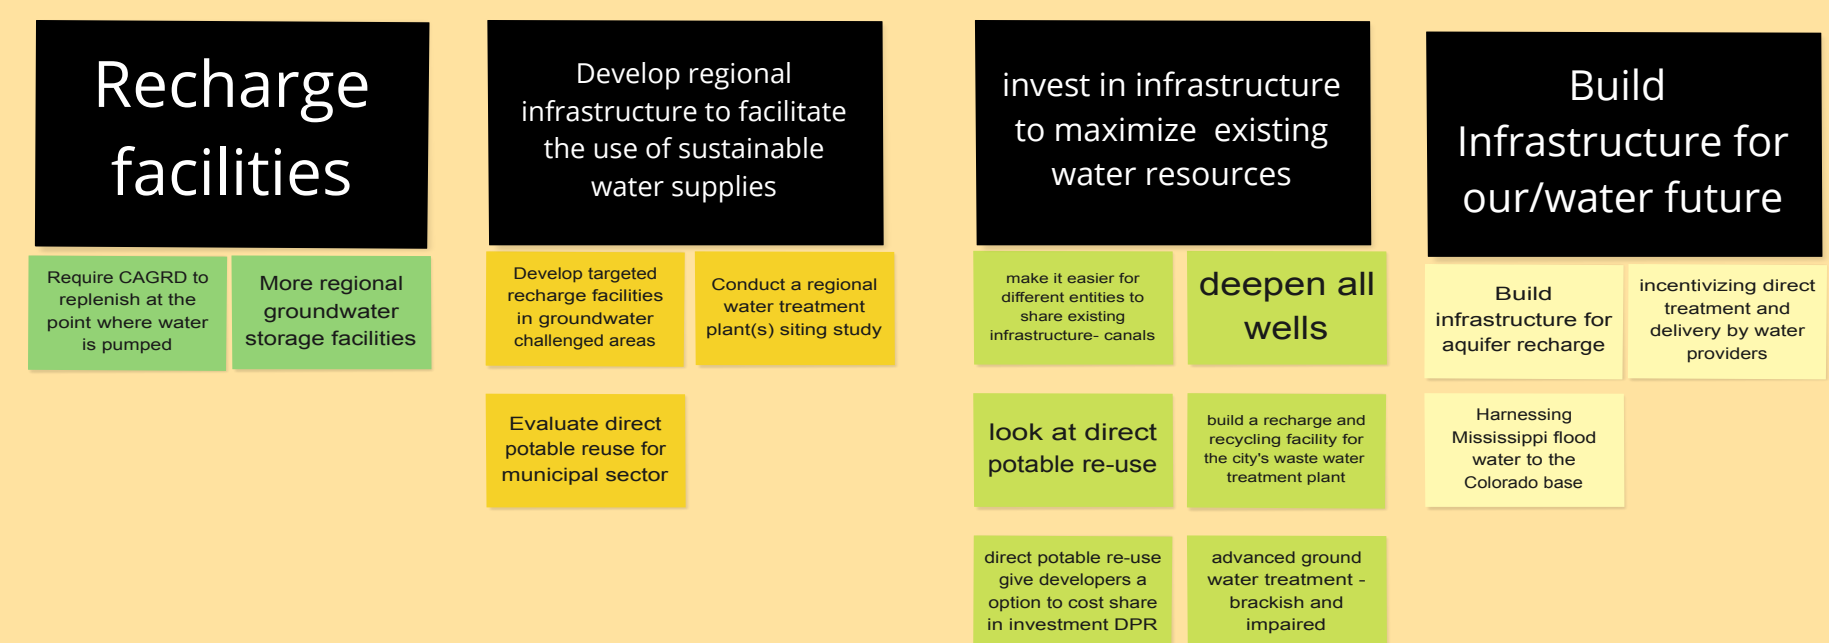 Recharge
facilities
Require CAGRD to
replenish at the
point where water
is pumped
More regional
groundwater
storage facilities
Develop regional
infrastructure to facilitate
the use of sustainable
water supplies
Develop targeted
recharge facilities
in groundwater
challenged areas
Conduct a regional
water treatment
plant(s) siting study
Evaluate direct
potable reuse for
municipal sector
invest in infrastructure
to maximize existing
water resources
make it easier for
different entities to
share existing
infrastructure- canals
deepen all
wells
look at direct
potable re-use
build a recharge and
recycling facility for
the city's waste water
treatment plant
direct potable re-use
give developers a
option to cost share
in investment DPR
advanced ground
water treatment -
brackish and
impaired
Build
Infrastructure for
our/water future
Build
infrastructure for
aquifer recharge
incentivizing direct
treatment and
delivery by water
providers
Harnessing
Mississippi flood
water to the
Colorado base